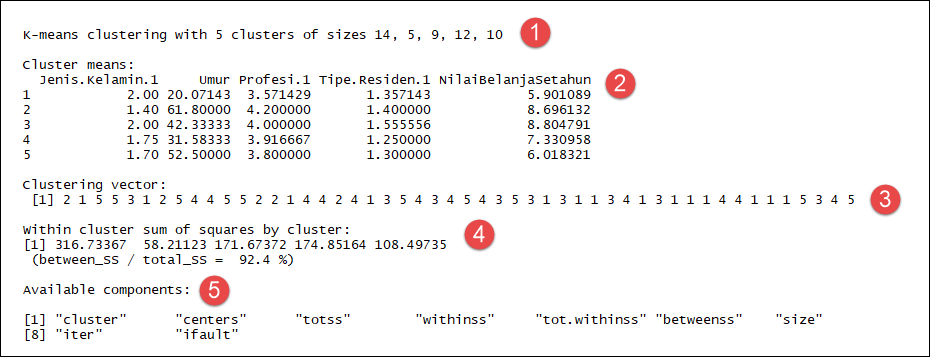 K-means clustering with 5 clusters of sizes 14, 5, 9, 12, 10
1
Cluster means:
Jenis.Kelamin.1 Umur Profesi.1 Tipe.Residen.1 NilaiBelanjaSetahun
2
1 2.00 20.07143 3.571429 1.357143 5.901089
2 1.40 61.80000 4.200000 1.400000 8.696132
3 2.00 42.33333 4.000000 1.555556 8.804791
4 1.75 31.58333 3.916667 1.250000 7.330958
5 1.70 52.50000 3.800000 1.300000 6.018321
Clustering vector:
[1] 2 1 5 5 3 1 2 5 4 4 5 5 2 2 1 4 4 2 4 1 3 5 4 3 4 5 4 3 5 3 1 3 1 1 3 4 1 3 1 1 1 4 4 1 1 1 5 3 4 5
3
Within cluster sum of squares by cluster:
[1] 316.73367 58.21123 171.67372 174.85164 108.49735
4
(between_SS / total_SS = 92.4 %)
Available components:
5
[1] "cluster" "centers" "totss" "withinss" "tot.withinss" "betweenss" "size"
[8] "iter" "ifault"